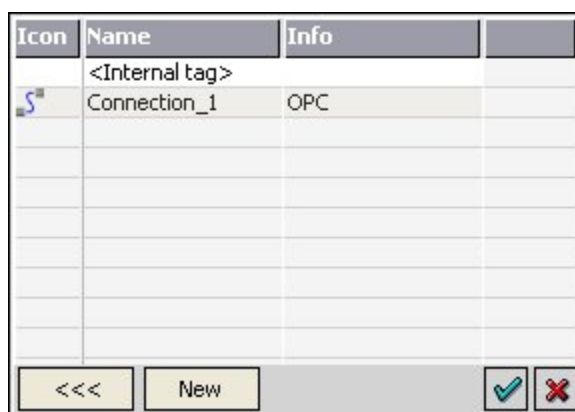 Icon Name Info
<Internal tag>
Connection_1 OPC
<<< New